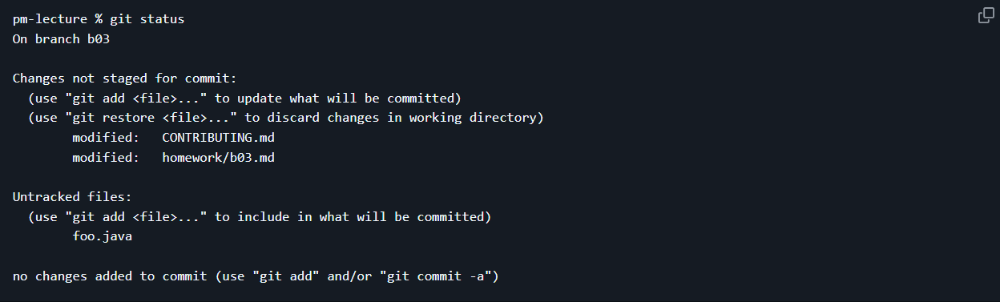 pm-lecture % git status
On branch b03
Changes not staged for commit:
(use "git add <file>..." to update what will be committed)
(use "git restore <file>..." to discard changes in working directory)
modified:   CONTRIBUTING.md
modified:   homework/b03.md
Untracked files:
(use "git add <file>..." to include in what will be committed)
foo.java
no changes added to commit (use "git add" and/or "git commit -a")